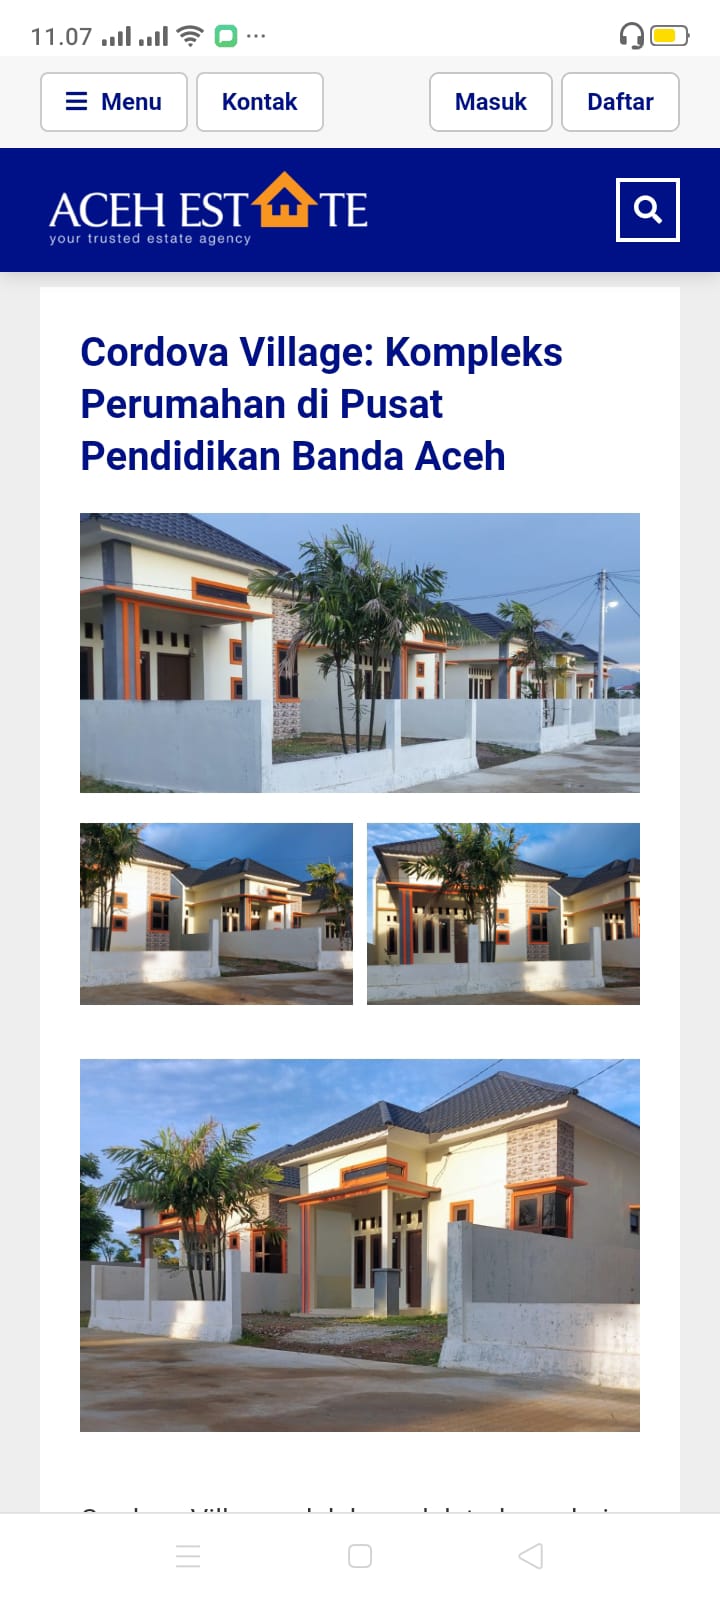 11.07
Menu
Kontak
Masuk
Daftar
ACEH ESTATE
your trusted estate agency
Cordova Village: Kompleks
Perumahan di Pusat
Pendidikan Banda Aceh